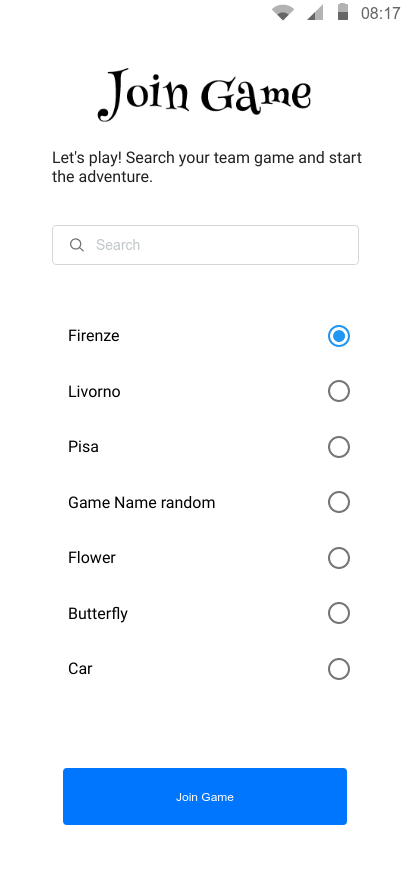 08:17
Join Game
Let's play! Search your team game and start
the adventure.
Search
Firenze
Livorno
Pisa
Game Name random
Flower
Butterfly
Car
Join Game